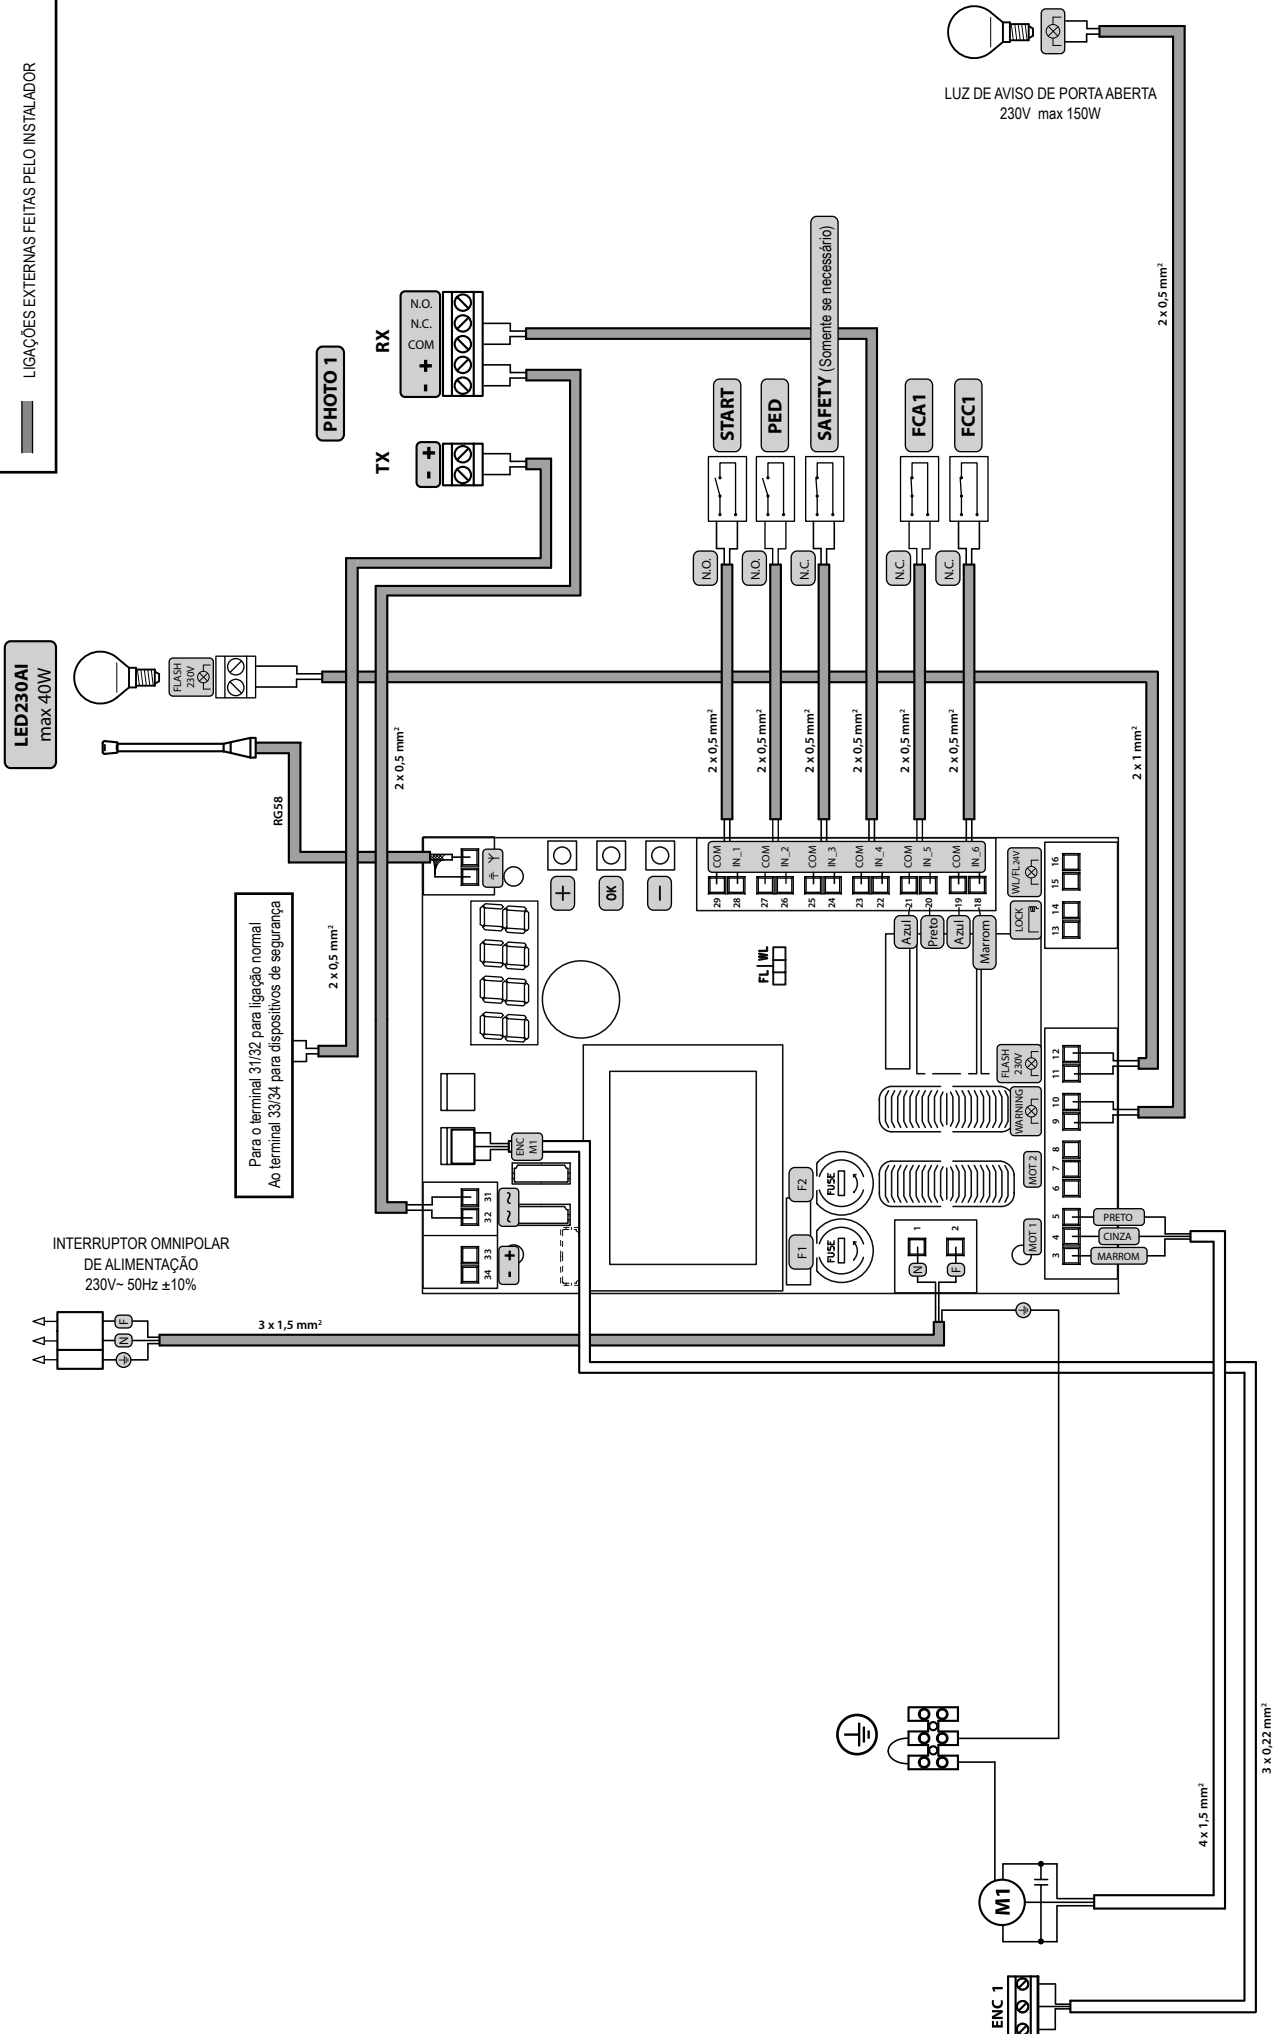 LIGAÇÕES EXTERNAS FEITAS PELO INSTALADOR
LUZ DE AVISO DE PORTA ABERTA
230V max 150W
2 x 0,5 mm²
PHOTO 1
RX
N.O.
N.C.
COM
- +
TX
- +
LED230AI
max 40W
FLASH
230V
RG58
2 x 0,5 mm²
START
PED
SAFETY (Somente se necessário)
FCA1
FCC1
N.O.
N.O.
N.C.
N.C.
N.C.
2 x 0,5 mm²
2 x 0,5 mm²
2 x 0,5 mm²
2 x 0,5 mm²
2 x 0,5 mm²
2 x 0,5 mm²
2 x 1 mm²
Para o terminal 31/32 para ligação normal
Ao terminal 33/34 para dispositivos de segurança
2 x 0,5 mm²
+
OK
-
COM
IN_1
COM
IN_2
COM
IN_3
COM
IN_4
COM
IN_5
COM
IN_6
29
28
27
26
25
24
23
22
21
20
19
18
Azul
Preto
Azul
Marrom
FL WL
LOCK
WL/FL24V
13
14
15
16
FLASH
230V
WARNING
MOT 2
MOT 1
12
11
10
9
8
7
6
5
4
3
PRETO
CINZA
MARROM
ENC
M1
31
32
33
34
~ ~
- +
F2
FUSE
F1
FUSE
1
2
N
F
INTERRUPTOR OMNIPOLAR
DE ALIMENTAÇÃO
230V~ 50Hz ±10%
F
N
3 x 1,5 mm²
M1
4 x 1,5 mm²
3 x 0,22 mm²
ENC 1